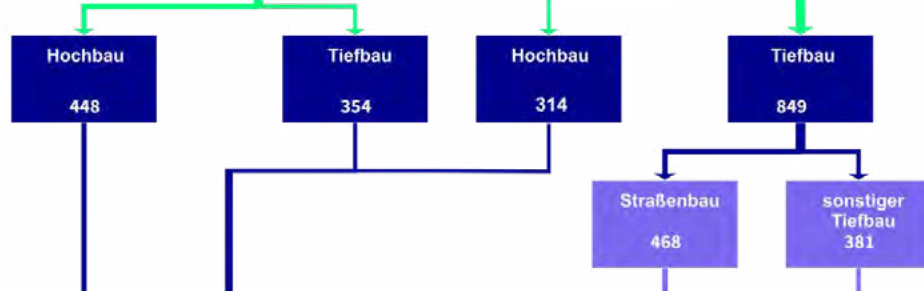 Hochbau
448
Tiefbau
354
Hochbau
314
Tiefbau
849
Straßenbau
468
sonstiger
Tiefbau
381